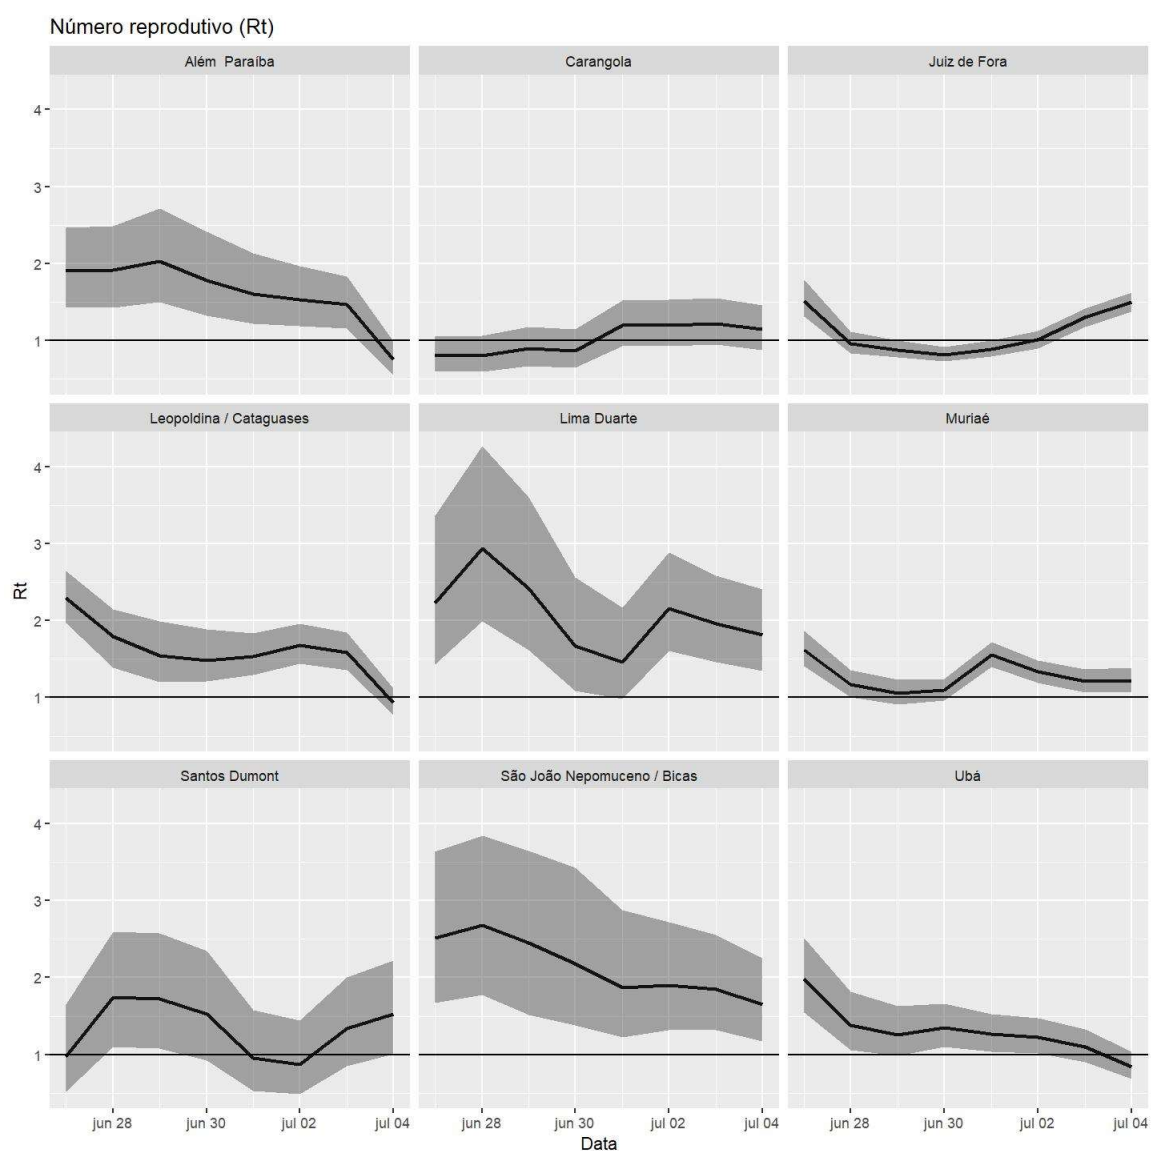 Número reprodutivo (Rt)
Além  Paraíba
Carangola
Juiz de Fora
4
3
2
1
Leopoldina / Cataguases
Lima Duarte
Muriaé
4
3
2
1
Rt
Santos Dumont
São João Nepomuceno / Bicas
Ubá
4
3
2
1
jun 28 jun 30 jul 02 jul 04
jun 28 jun 30 jul 02 jul 04
jun 28 jun 30 jul 02 jul 04
Data